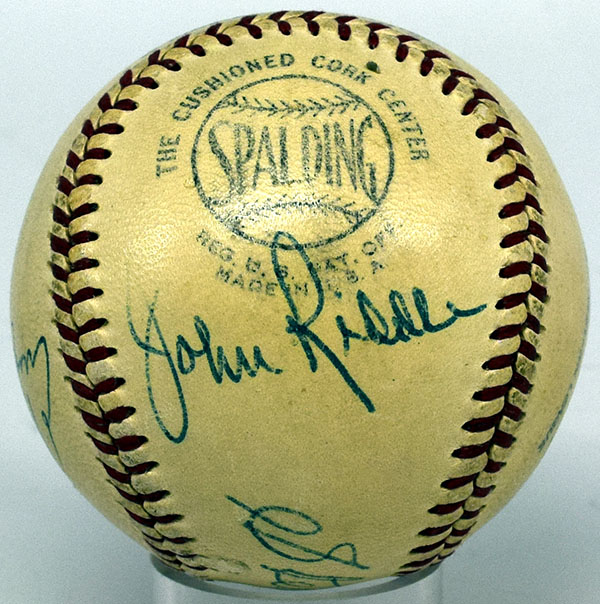 THE CUSHIONED CORK CENTER
SPALDING
REG. U.S. PAT. OFF.
MADE IN U.S.A
John Riddle